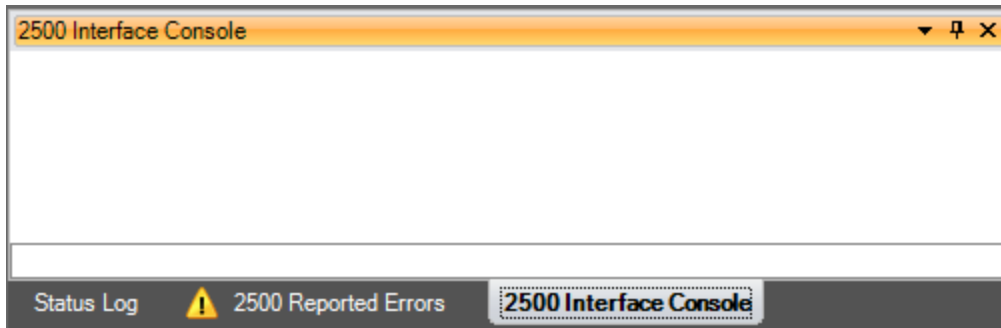 2500 Interface Console
Status Log 2500 Reported Errors 2500 Interface Console